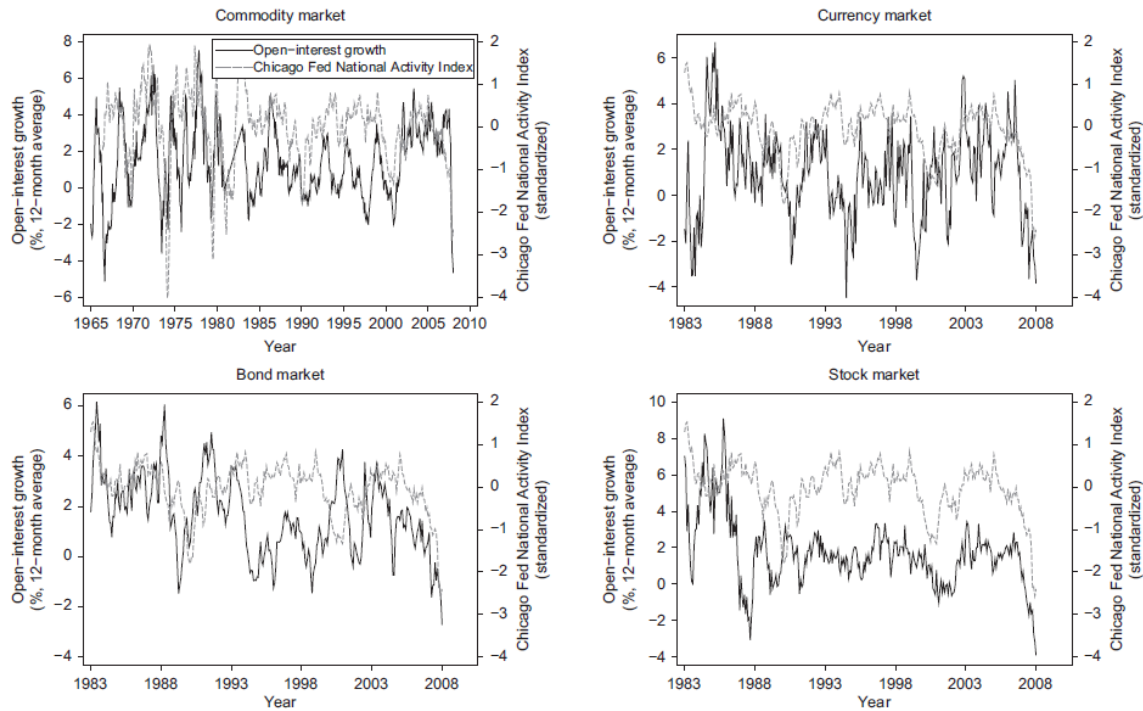 Commodity market
Open-interest growth
(%, 12-month average)
8
6
4
2
0
−2
−4
−6
Open−interest growth
Chicago Fed National Activity Index
2
1
0
−1
−2
−3
−4
Chicago Fed National Activity Index
(standardized)
1965 1970 1975 1980 1985 1990 1995 2000 2005 2010
Year
Currency market
Open-interest growth
(%, 12-month average)
6
4
2
0
−2
−4
2
1
0
−1
−2
−3
−4
Chicago Fed National Activity Index
(standardized)
1983 1988 1993 1998 2003 2008
Year
Bond market
Open-interest growth
(%, 12-month average)
6
4
2
0
−2
−4
2
1
0
−1
−2
−3
−4
Chicago Fed National Activity Index
(standardized)
1983 1988 1993 1998 2003 2008
Year
Stock market
Open-interest growth
(%, 12-month average)
10
8
6
4
2
0
−2
−4
2
1
0
−1
−2
−3
−4
Chicago Fed National Activity Index
(standardized)
1983 1988 1993 1998 2003 2008
Year